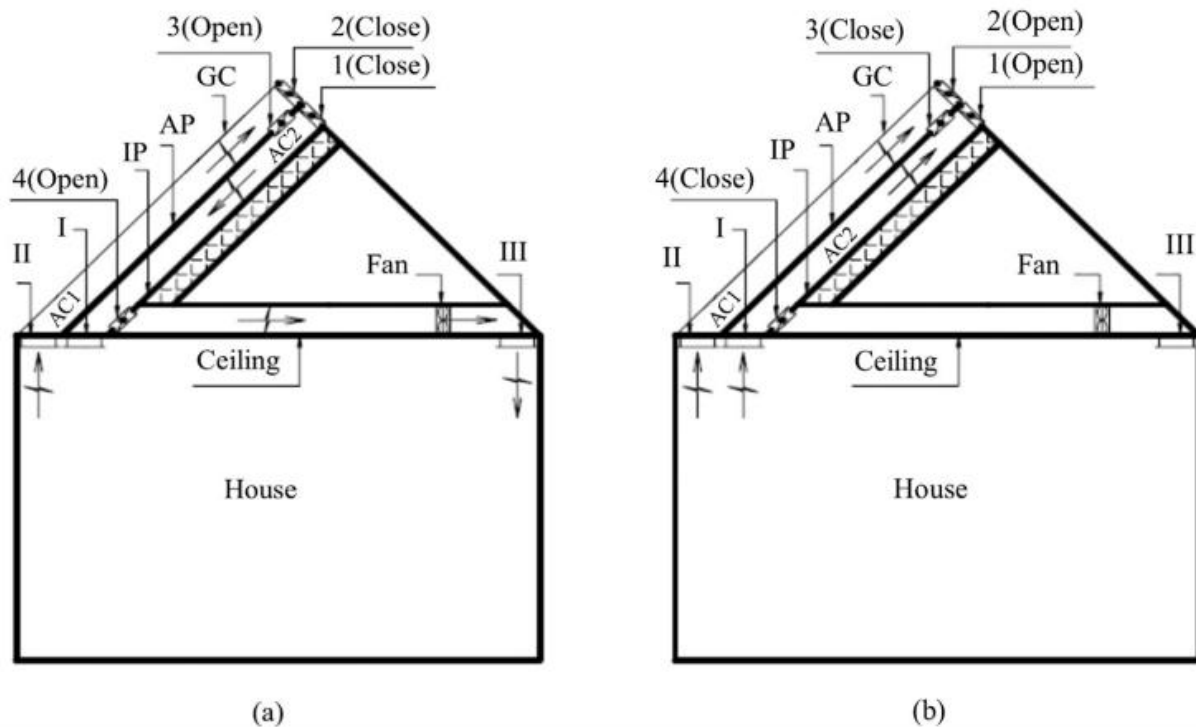 3(Open) 2(Close)
GC 1(Close)
AP
IP AC2
4(Open)
I
II Fan III
AC1
Ceiling
House
(a)
3(Close) 2(Open)
GC 1(Open)
AP
IP
4(Close)
I AC2
II Fan III
AC1
Ceiling
House
(b)